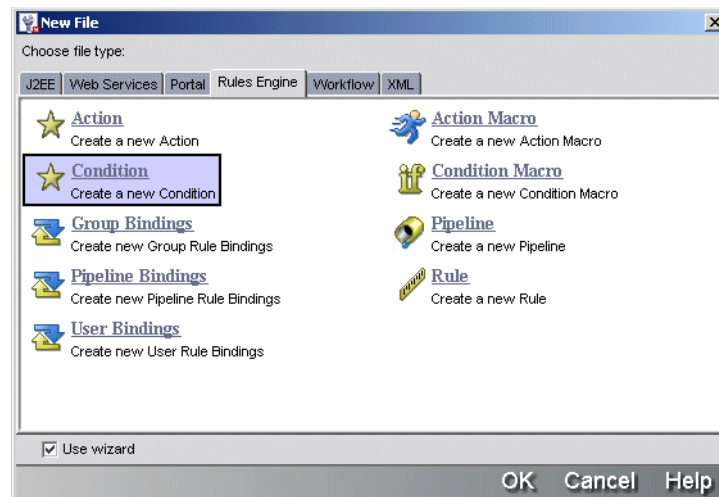 New File
Choose file type:
J2EE Web Services Portal Rules Engine Workflow XML
Action
Create a new Action
Condition
Create a new Condition
Group Bindings
Create new Group Rule Bindings
Pipeline Bindings
Create new Pipeline Rule Bindings
User Bindings
Create new User Rule Bindings
Action Macro
Create a new Action Macro
Condition Macro
Create a new Condition Macro
Pipeline
Create a new Pipeline
Rule
Create a new Rule
Use wizard
OK Cancel Help